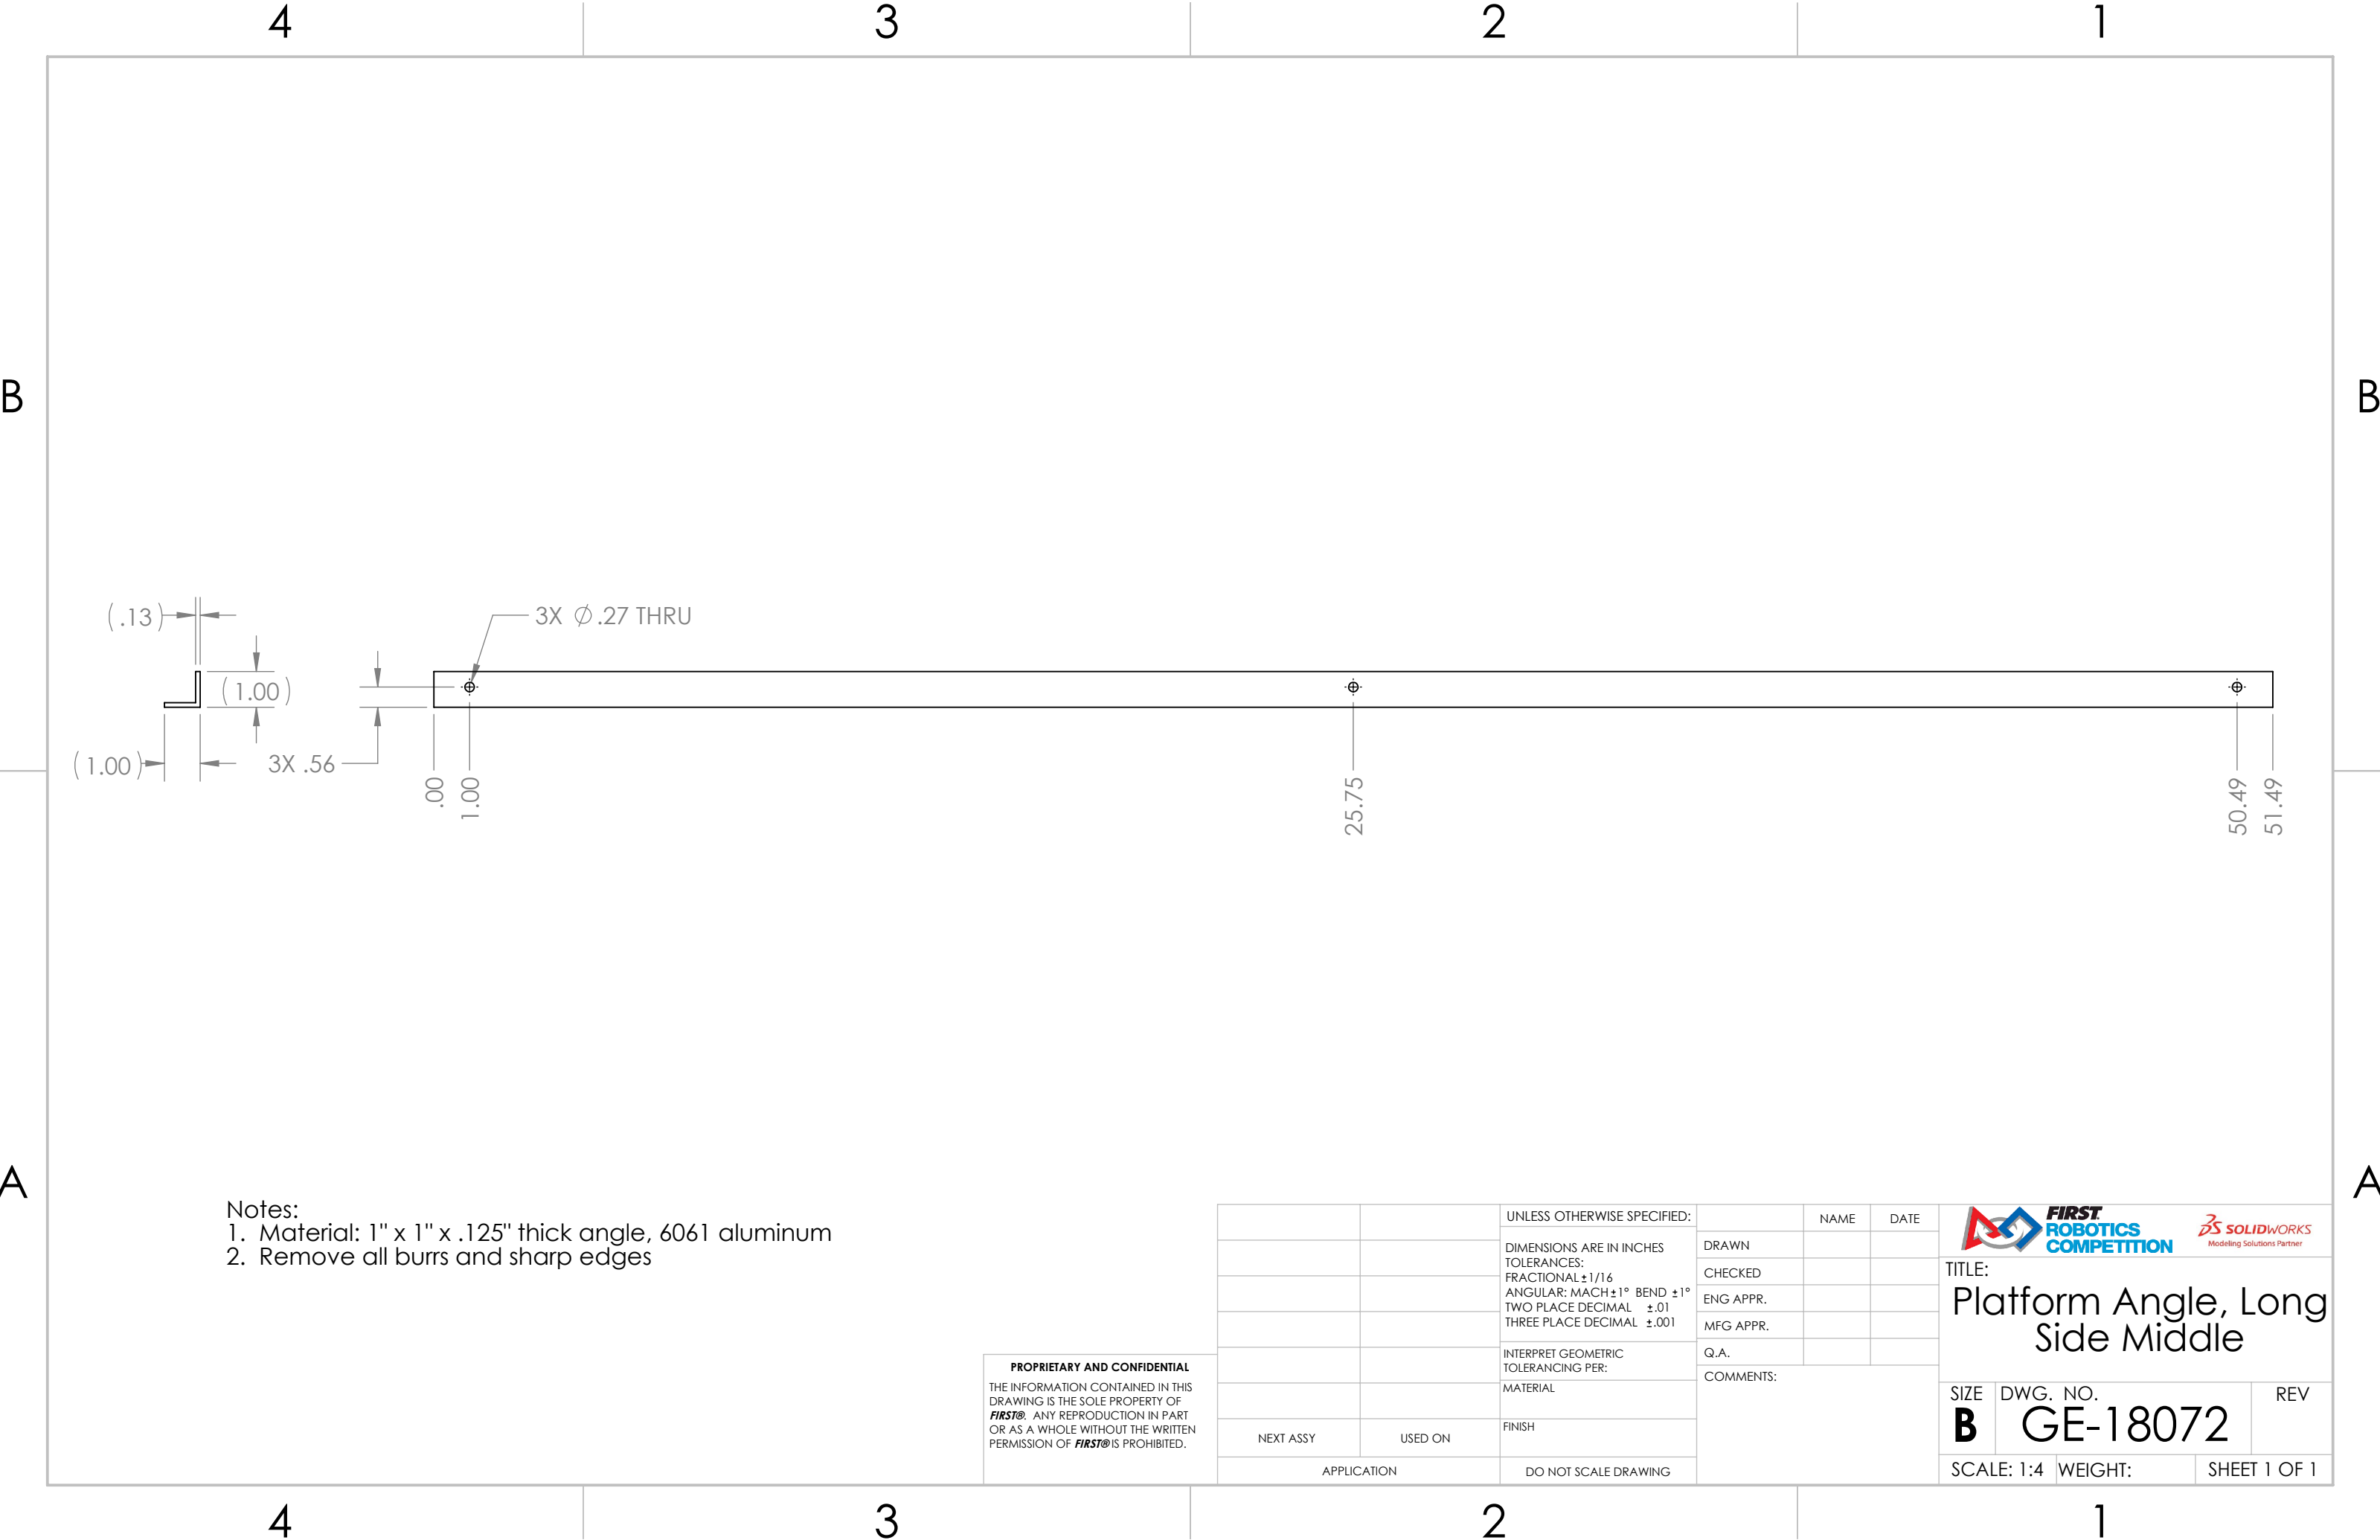 4 3 2 1
B B
(.13)
3X ⌀.27 THRU
(1.00)
(1.00)
3X .56
.00
1.00
25.75
50.49
51.49
A A
Notes:
1. Material: 1" x 1" x .125" thick angle, 6061 aluminum
2. Remove all burrs and sharp edges
PROPRIETARY AND CONFIDENTIAL
THE INFORMATION CONTAINED IN THIS
DRAWING IS THE SOLE PROPERTY OF
FIRST®. ANY REPRODUCTION IN PART
OR AS A WHOLE WITHOUT THE WRITTEN
PERMISSION OF FIRST® IS PROHIBITED.
NEXT ASSY
USED ON
APPLICATION
UNLESS OTHERWISE SPECIFIED:
DIMENSIONS ARE IN INCHES
TOLERANCES:
FRACTIONAL ±1/16
ANGULAR: MACH ±1° BEND ±1°
TWO PLACE DECIMAL ±.01
THREE PLACE DECIMAL ±.001
INTERPRET GEOMETRIC
TOLERANCING PER:
MATERIAL
FINISH
DO NOT SCALE DRAWING
NAME
DATE
DRAWN
CHECKED
ENG APPR.
MFG APPR.
Q.A.
COMMENTS:
FIRST
ROBOTICS
COMPETITION
SOLIDWORKS
Modeling Solutions Partner
TITLE:
Platform Angle, Long
Side Middle
SIZE
B
DWG. NO.
GE-18072
REV
SCALE: 1:4
WEIGHT:
SHEET 1 OF 1
4 3 2 1